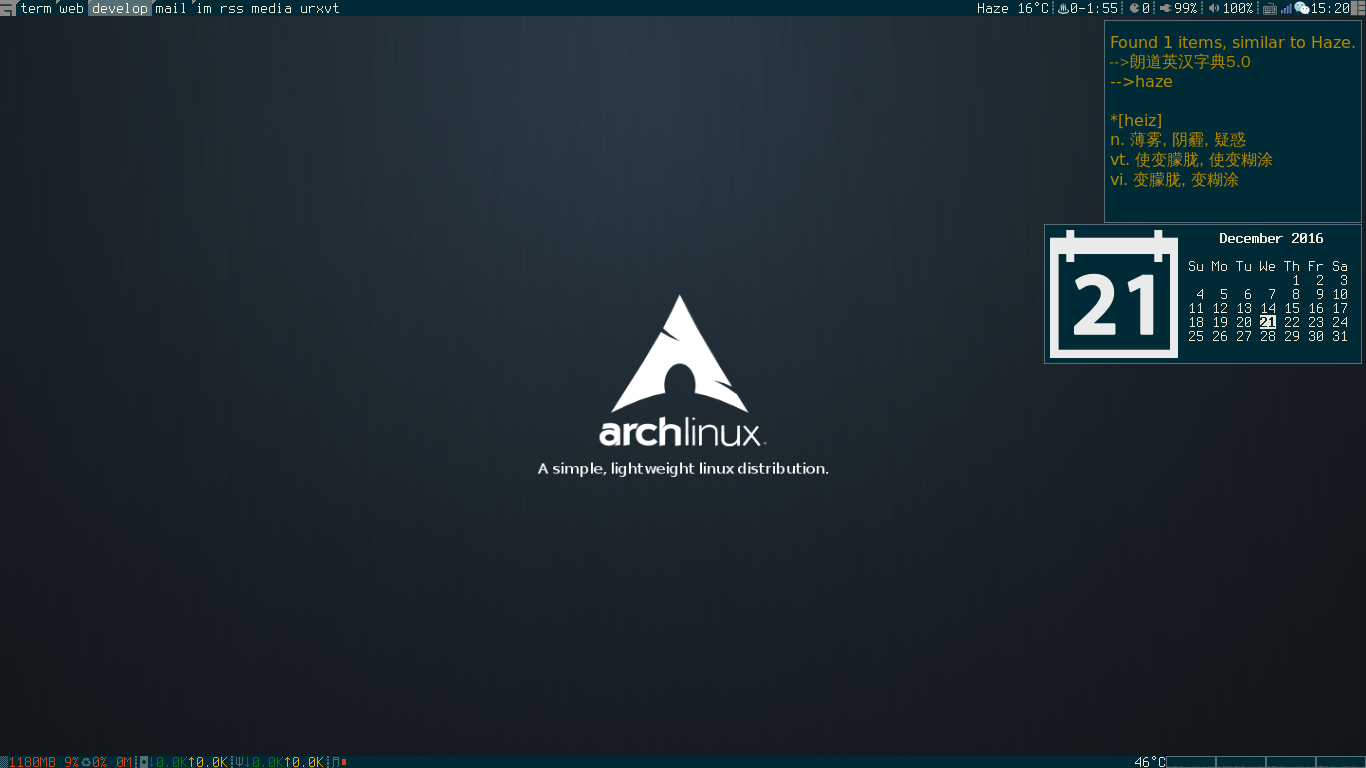 term web develop mail im rss media urxvt
Haze 16°C 0-1:55 0 99% 100% 15:20
Found 1 items, similar to Haze.
-->朗道英汉字典5.0
-->haze
*[heiz]
n. 薄雾, 阴霾, 疑惑
vt. 使变朦胧, 使变糊涂
vi. 变朦胧, 变糊涂
21
December 2016
Su Mo Tu We Th Fr Sa
1 2 3
4 5 6 7 8 9 10
11 12 13 14 15 16 17
18 19 20 21 22 23 24
25 26 27 28 29 30 31
archlinux
A simple, lightweight linux distribution.
1180MB 9% 0% 0M ↓0.0K↑0.0K ↓0.0K↑0.0K
46°C